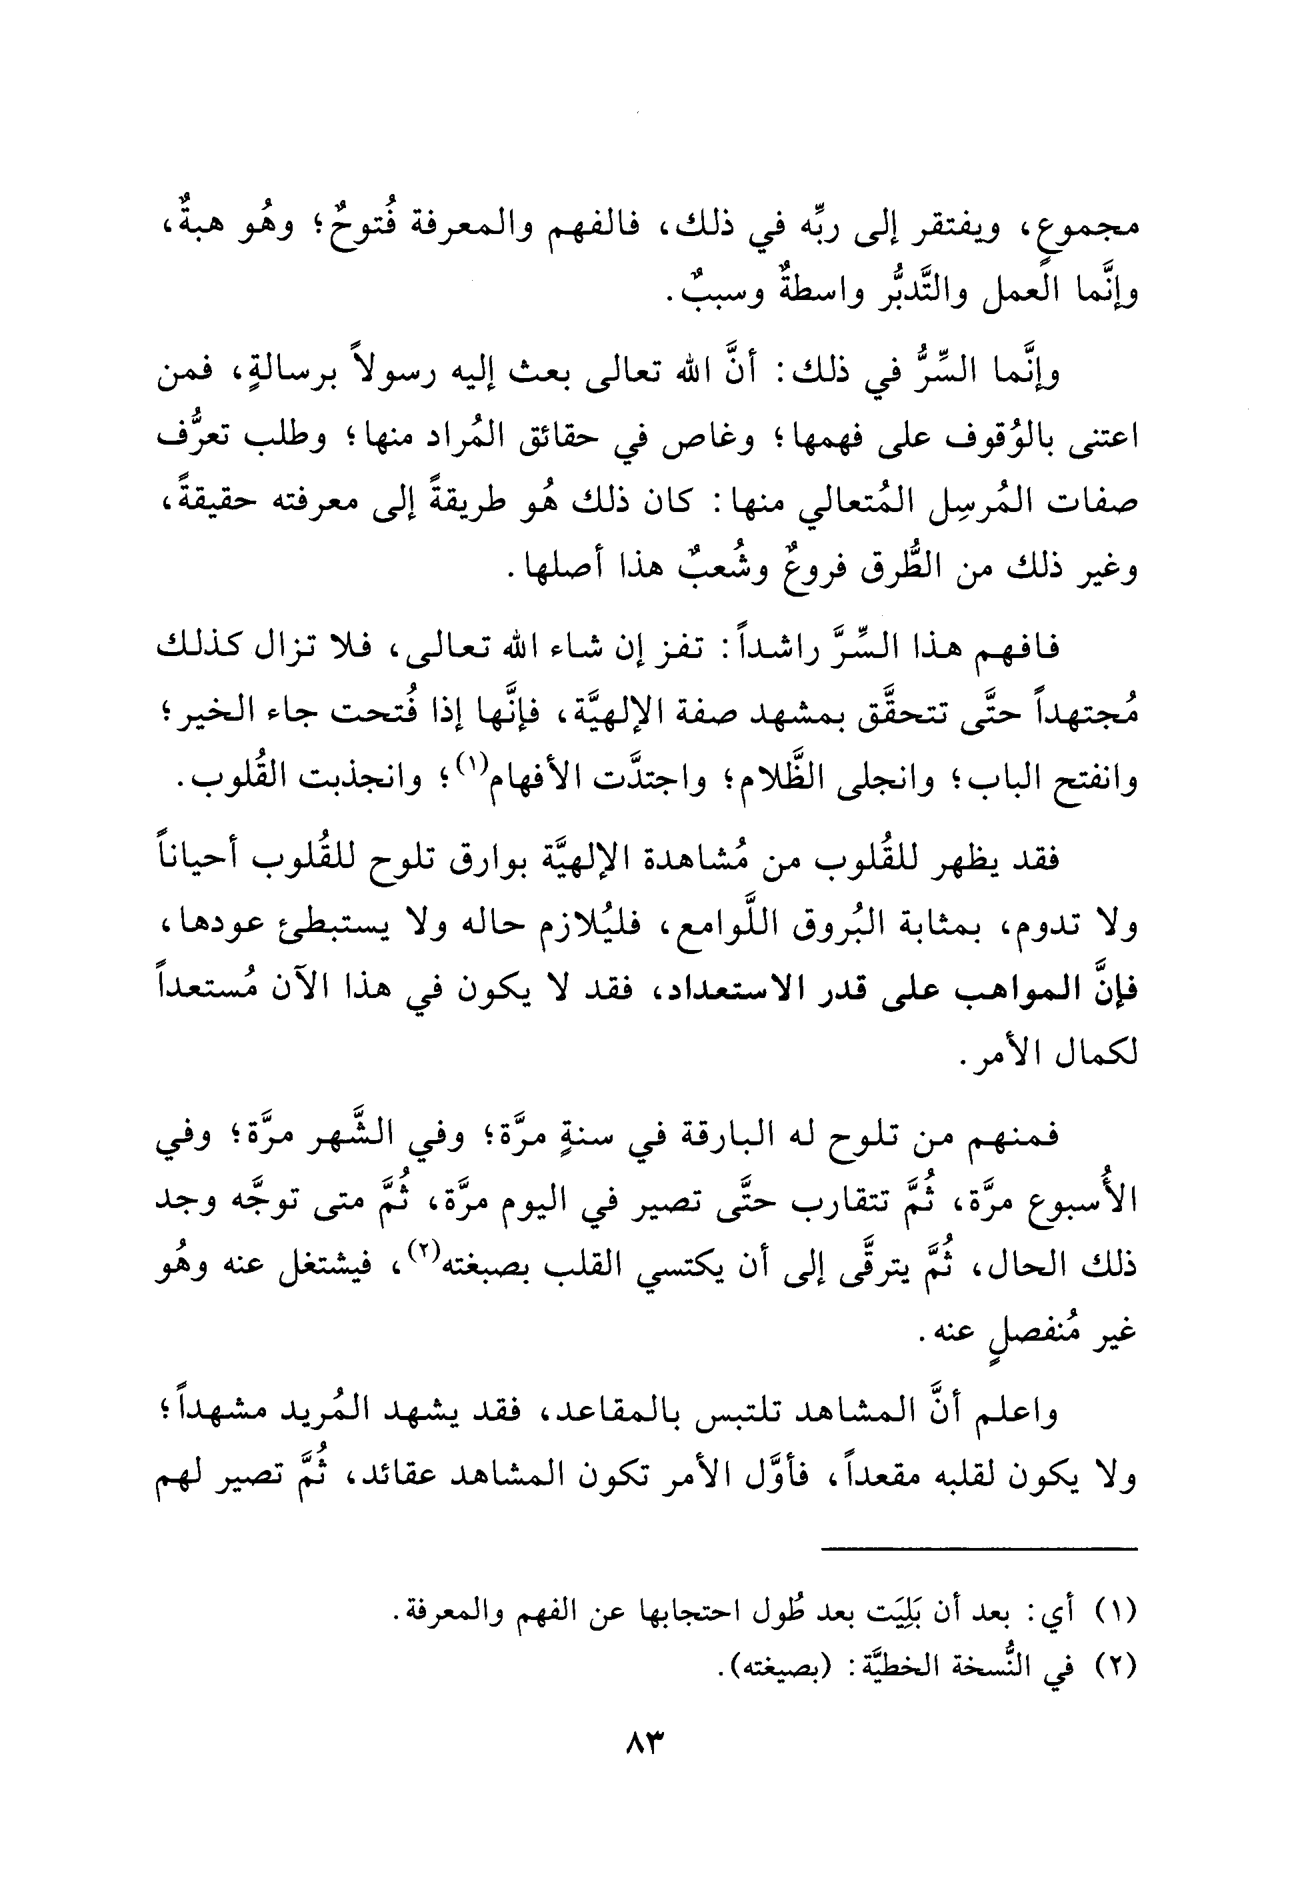 مجموعٍ، ويفتقر إلى ربِّه في ذلك، فالفهم والمعرفة فُتوحٌ؛ وهُو هبةٌ،
وإنَّما العمل والتَّدبُّر واسطةٌ وسببٌ.
وإنَّما السِّرُّ في ذلك: أنَّ الله تعالى بعث إليه رسولاً برسالةٍ، فمن
اعتنى بالوُقوف على فهمها؛ وغاص في حقائق المُراد منها؛ وطلب تعرُّف
صفات المُرسِل المُتعالي منها: كان ذلك هُو طريقةً إلى معرفته حقيقةً،
وغير ذلك من الطُّرق فروعٌ وشُعبٌ هذا أصلها.
فافهم هذا السِّرَّ راشداً: تفز إن شاء الله تعالى، فلا تزال كذلك
مُجتهداً حتَّى تتحقَّق بمشهد صفة الإلهيَّة، فإنَّها إذا فُتحت جاء الخير؛
وانفتح الباب؛ وانجلى الظَّلام؛ واجتدَّت الأفهام(١)؛ وانجذبت القُلوب.
فقد يظهر للقُلوب من مُشاهدة الإلهيَّة بوارق تلوح للقُلوب أحياناً
ولا تدوم، بمثابة البُروق اللَّوامع، فليُلازم حاله ولا يستبطئ عودها،
فإنَّ المواهب على قدر الاستعداد، فقد لا يكون في هذا الآن مُستعداً
لكمال الأمر.
فمنهم من تلوح له البارقة في سنةٍ مرَّة؛ وفي الشَّهر مرَّة؛ وفي
الأُسبوع مرَّة، ثُمَّ تتقارب حتَّى تصير في اليوم مرَّة، ثُمَّ متى توجَّه وجد
ذلك الحال، ثُمَّ يترقَّى إلى أن يكتسي القلب بصبغته(٢)، فيشتغل عنه وهُو
غير مُنفصلٍ عنه.
واعلم أنَّ المشاهد تلتبس بالمقاعد، فقد يشهد المُريد مشهداً؛
ولا يكون لقلبه مقعداً، فأوَّل الأمر تكون المشاهد عقائد، ثُمَّ تصير لهم
(١) أي: بعد أن بَلِيَت بعد طُول احتجابها عن الفهم والمعرفة.
(٢) في النُّسخة الخطيَّة: (بصيغته).
٨٣